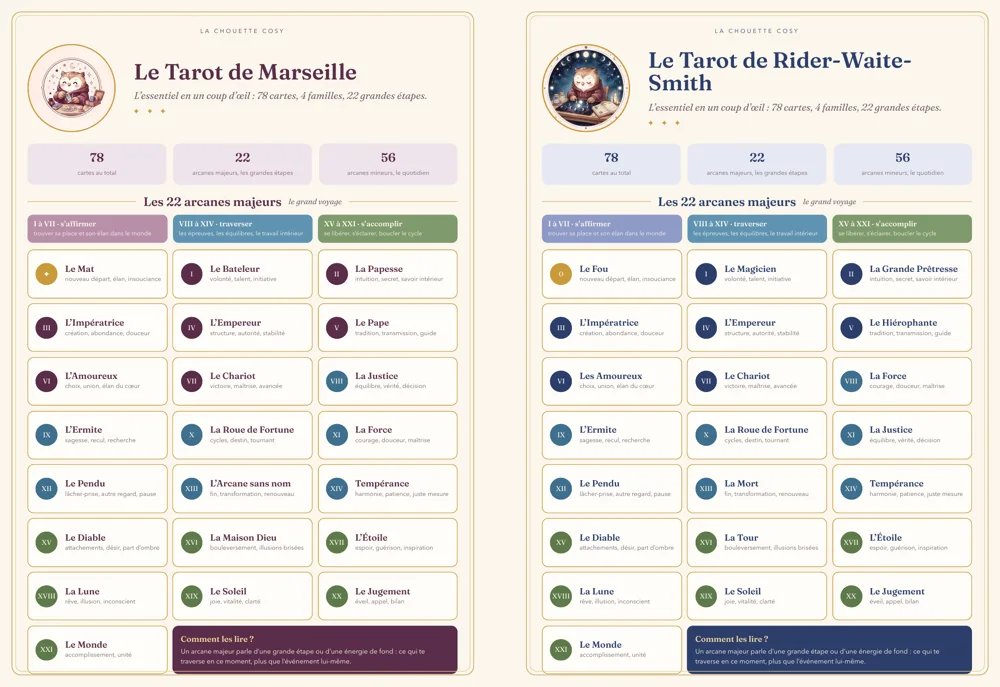 LA CHOUETTE COSY
Le Tarot de Marseille
L'essentiel en un coup d'œil : 78 cartes, 4 familles, 22 grandes étapes.
78
cartes au total
22
arcanes majeurs, les grandes étapes
56
arcanes mineurs, le quotidien
Les 22 arcanes majeurs le grand voyage
I à VII · s'affirmer
trouver sa place et son élan dans le monde
VIII à XIV · traverser
les épreuves, les équilibres, le travail intérieur
XV à XXI · s'accomplir
se libérer, s'éclairer, boucler le cycle
Le Mat
nouveau départ, élan, insouciance
I
Le Bateleur
volonté, talent, initiative
II
La Papesse
intuition, secret, savoir intérieur
III
L'Impératrice
création, abondance, douceur
IV
L'Empereur
structure, autorité, stabilité
V
Le Pape
tradition, transmission, guide
VI
L'Amoureux
choix, union, élan du cœur
VII
Le Chariot
victoire, maîtrise, avancée
VIII
La Justice
équilibre, vérité, décision
IX
L'Ermite
sagesse, recul, recherche
X
La Roue de Fortune
cycles, destin, tournant
XI
La Force
courage, douceur, maîtrise
XII
Le Pendu
lâcher-prise, autre regard, pause
XIII
L'Arcane sans nom
fin, transformation, renouveau
XIV
Tempérance
harmonie, patience, juste mesure
XV
Le Diable
attachements, désir, part d'ombre
XVI
La Maison Dieu
bouleversement, illusions brisées
XVII
L'Étoile
espoir, guérison, inspiration
XVIII
La Lune
rêve, illusion, inconscient
XIX
Le Soleil
joie, vitalité, clarté
XX
Le Jugement
éveil, appel, bilan
XXI
Le Monde
accomplissement, unité
Comment les lire ?
Un arcane majeur parle d'une grande étape ou d'une énergie de fond : ce qui te
traverse en ce moment, plus que l'événement lui-même.
LA CHOUETTE COSY
Le Tarot de Rider-Waite-
Smith
L'essentiel en un coup d'œil : 78 cartes, 4 familles, 22 grandes étapes.
78
cartes au total
22
arcanes majeurs, les grandes étapes
56
arcanes mineurs, le quotidien
Les 22 arcanes majeurs le grand voyage
I à VII · s'affirmer
trouver sa place et son élan dans le monde
VIII à XIV · traverser
les épreuves, les équilibres, le travail intérieur
XV à XXI · s'accomplir
se libérer, s'éclairer, boucler le cycle
0
Le Fou
nouveau départ, élan, insouciance
I
Le Magicien
volonté, talent, initiative
II
La Grande Prêtresse
intuition, secret, savoir intérieur
III
L'Impératrice
création, abondance, douceur
IV
L'Empereur
structure, autorité, stabilité
V
Le Hiérophante
tradition, transmission, guide
VI
Les Amoureux
choix, union, élan du cœur
VII
Le Chariot
victoire, maîtrise, avancée
VIII
La Force
courage, douceur, maîtrise
IX
L'Ermite
sagesse, recul, recherche
X
La Roue de Fortune
cycles, destin, tournant
XI
La Justice
équilibre, vérité, décision
XII
Le Pendu
lâcher-prise, autre regard, pause
XIII
La Mort
fin, transformation, renouveau
XIV
Tempérance
harmonie, patience, juste mesure
XV
Le Diable
attachements, désir, part d'ombre
XVI
La Tour
bouleversement, illusions brisées
XVII
L'Étoile
espoir, guérison, inspiration
XVIII
La Lune
rêve, illusion, inconscient
XIX
Le Soleil
joie, vitalité, clarté
XX
Le Jugement
éveil, appel, bilan
XXI
Le Monde
accomplissement, unité
Comment les lire ?
Un arcane majeur parle d'une grande étape ou d'une énergie de fond : ce qui te
traverse en ce moment, plus que l'événement lui-même.